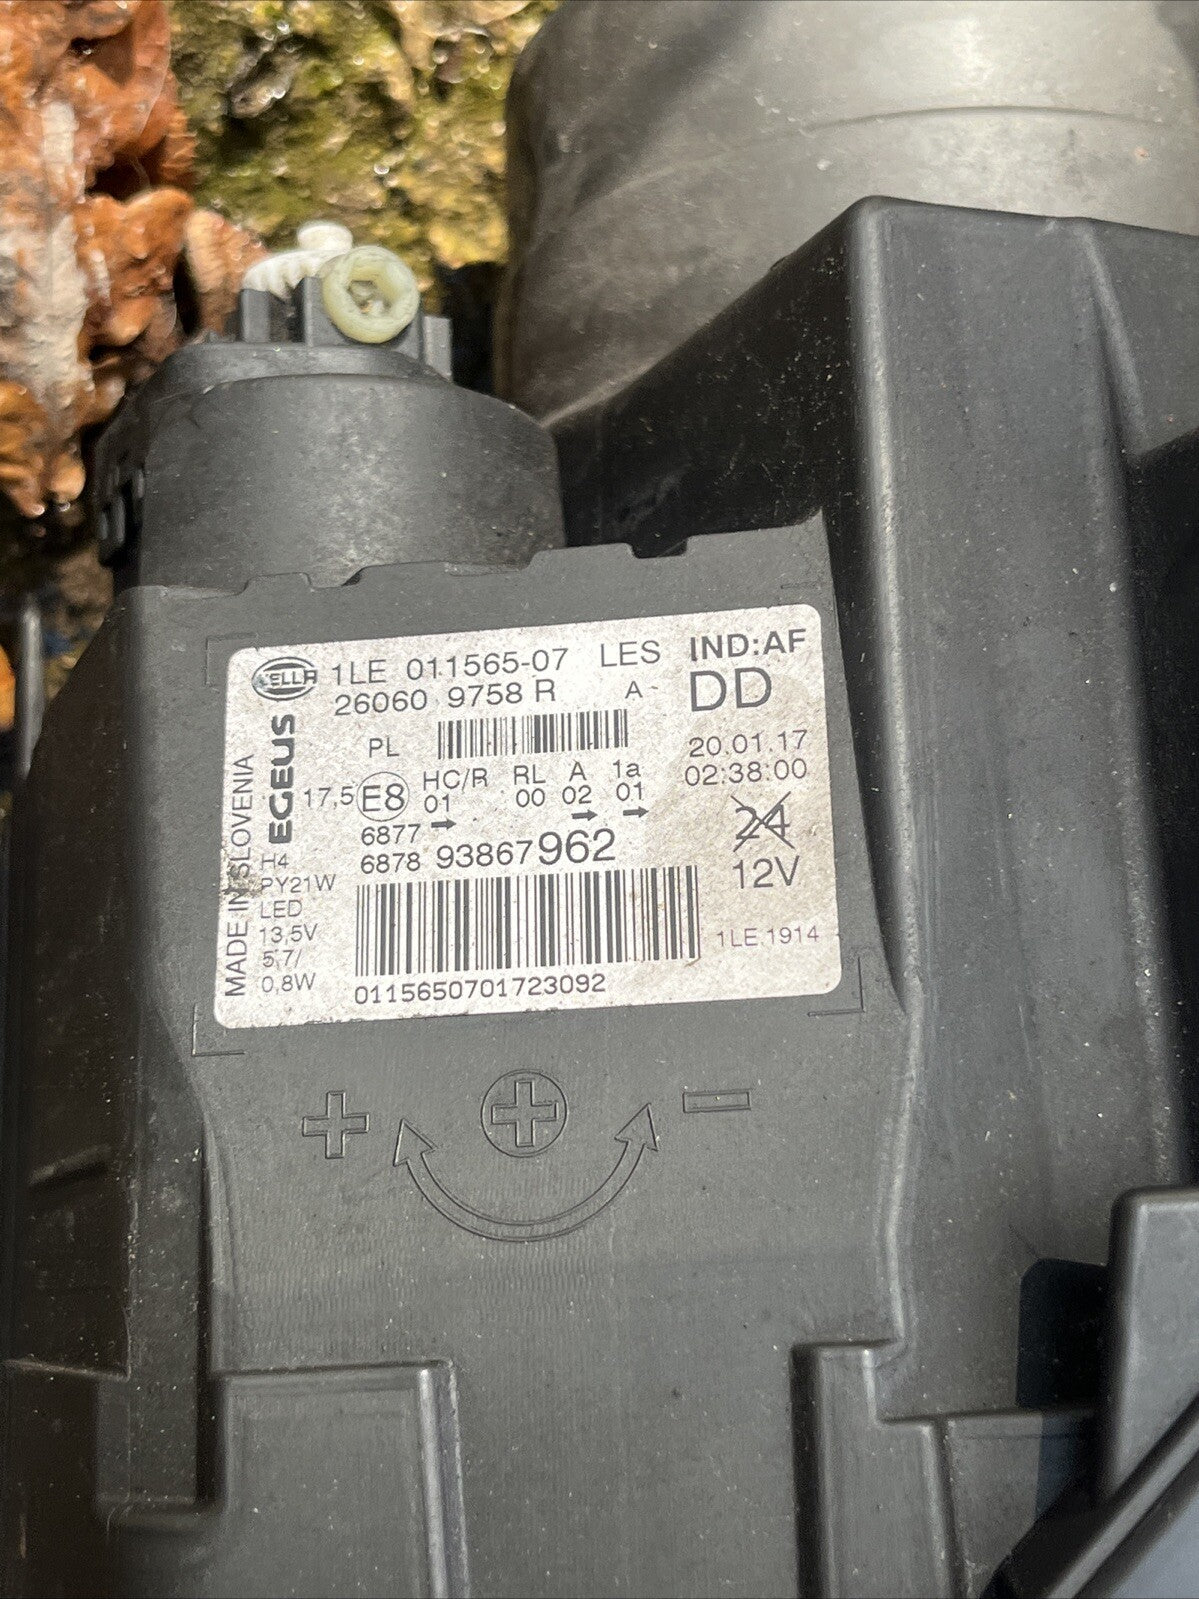 HELLA 1LE 011565-07 LES IND:AF
26060 9758 R A- DD
PL 20.01.17
17,5 E8 HC/R RL A 1a 02:38:00
01 00 02 01
6877
6878 93867962
24
12V
1LE.1914
0115650701723092
MADE IN SLOVENIA
EGEUS
H4
PY21W
LED
13,5V
5,7/
0,8W